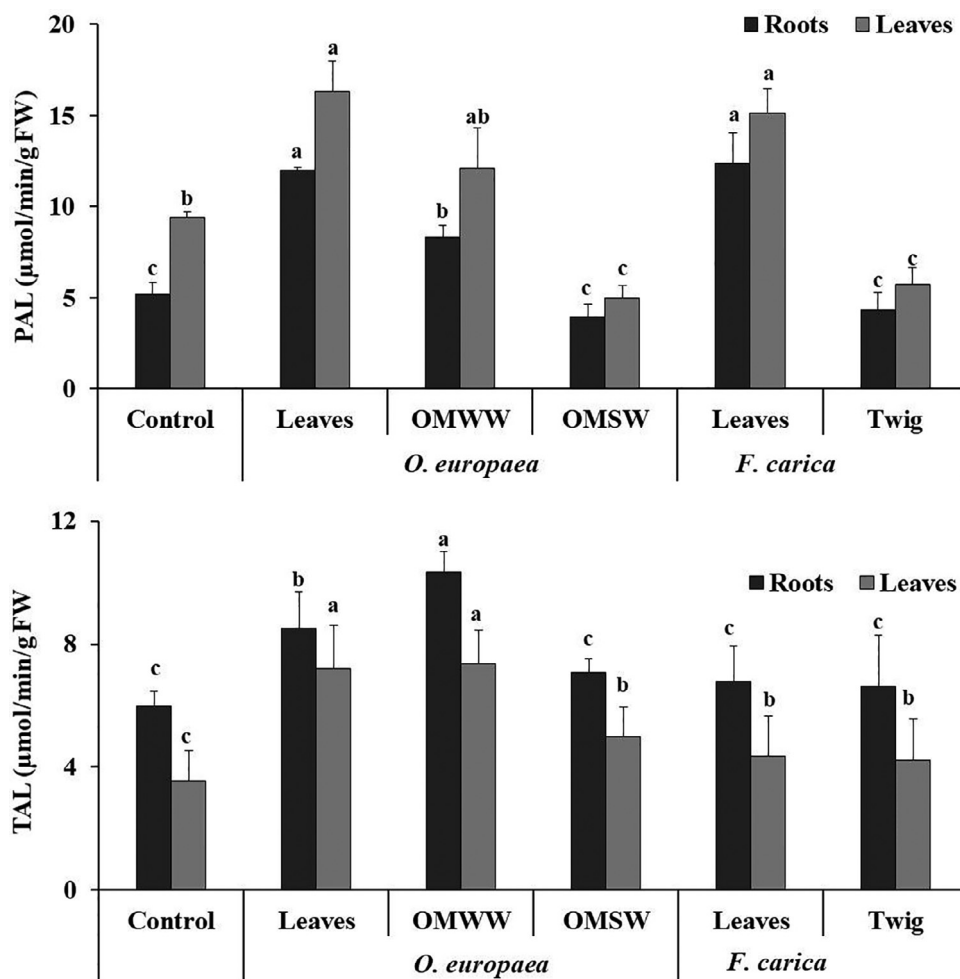 20
15
10
5
0
PAL (μmol/min/g FW)
Roots Leaves
c b a a b ab c c a a c c
Control Leaves OMWW OMSW Leaves Twig
O. europaea F. carica
12
8
4
0
TAL (μmol/min/g FW
Roots Leaves
c c b a a a c b c b c b
Control Leaves OMWW OMSW Leaves Twig
O. europaea F. carica